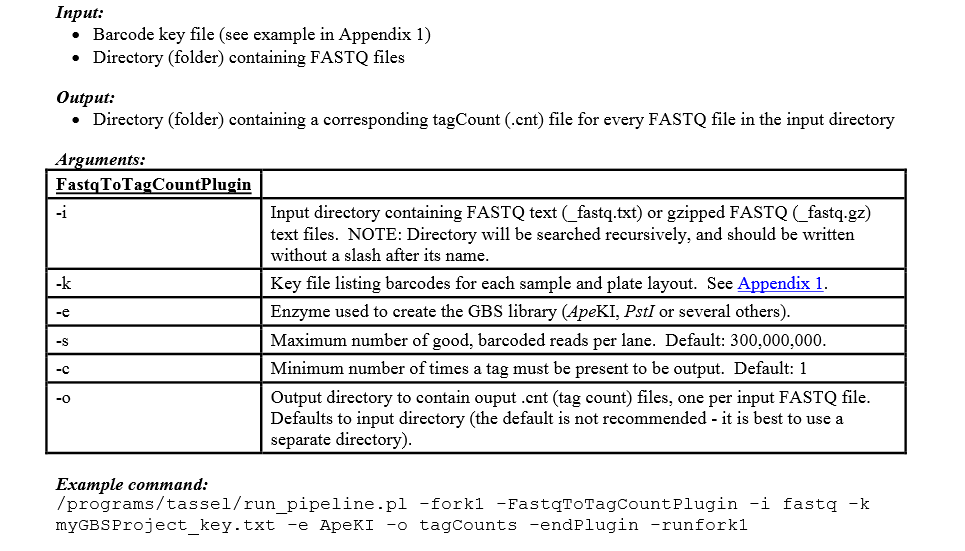 Input:
• Barcode key file (see example in Appendix 1)
• Directory (folder) containing FASTQ files
Output:
• Directory (folder) containing a corresponding tagCount (.cnt) file for every FASTQ file in the input directory
Arguments:
FastqToTagCountPlugin
-i
Input directory containing FASTQ text (_fastq.txt) or gzipped FASTQ (_fastq.gz)
text files.  NOTE: Directory will be searched recursively, and should be written
without a slash after its name.
-k
Key file listing barcodes for each sample and plate layout.  See Appendix 1.
-e
Enzyme used to create the GBS library (ApeKI, PstI or several others).
-s
Maximum number of good, barcoded reads per lane.  Default: 300,000,000.
-c
Minimum number of times a tag must be present to be output.  Default: 1
-o
Output directory to contain ouput .cnt (tag count) files, one per input FASTQ file.
Defaults to input directory (the default is not recommended - it is best to use a
separate directory).
Example command:
/programs/tassel/run_pipeline.pl –fork1 –FastqToTagCountPlugin –i fastq –k
myGBSProject_key.txt –e ApeKI –o tagCounts –endPlugin –runfork1